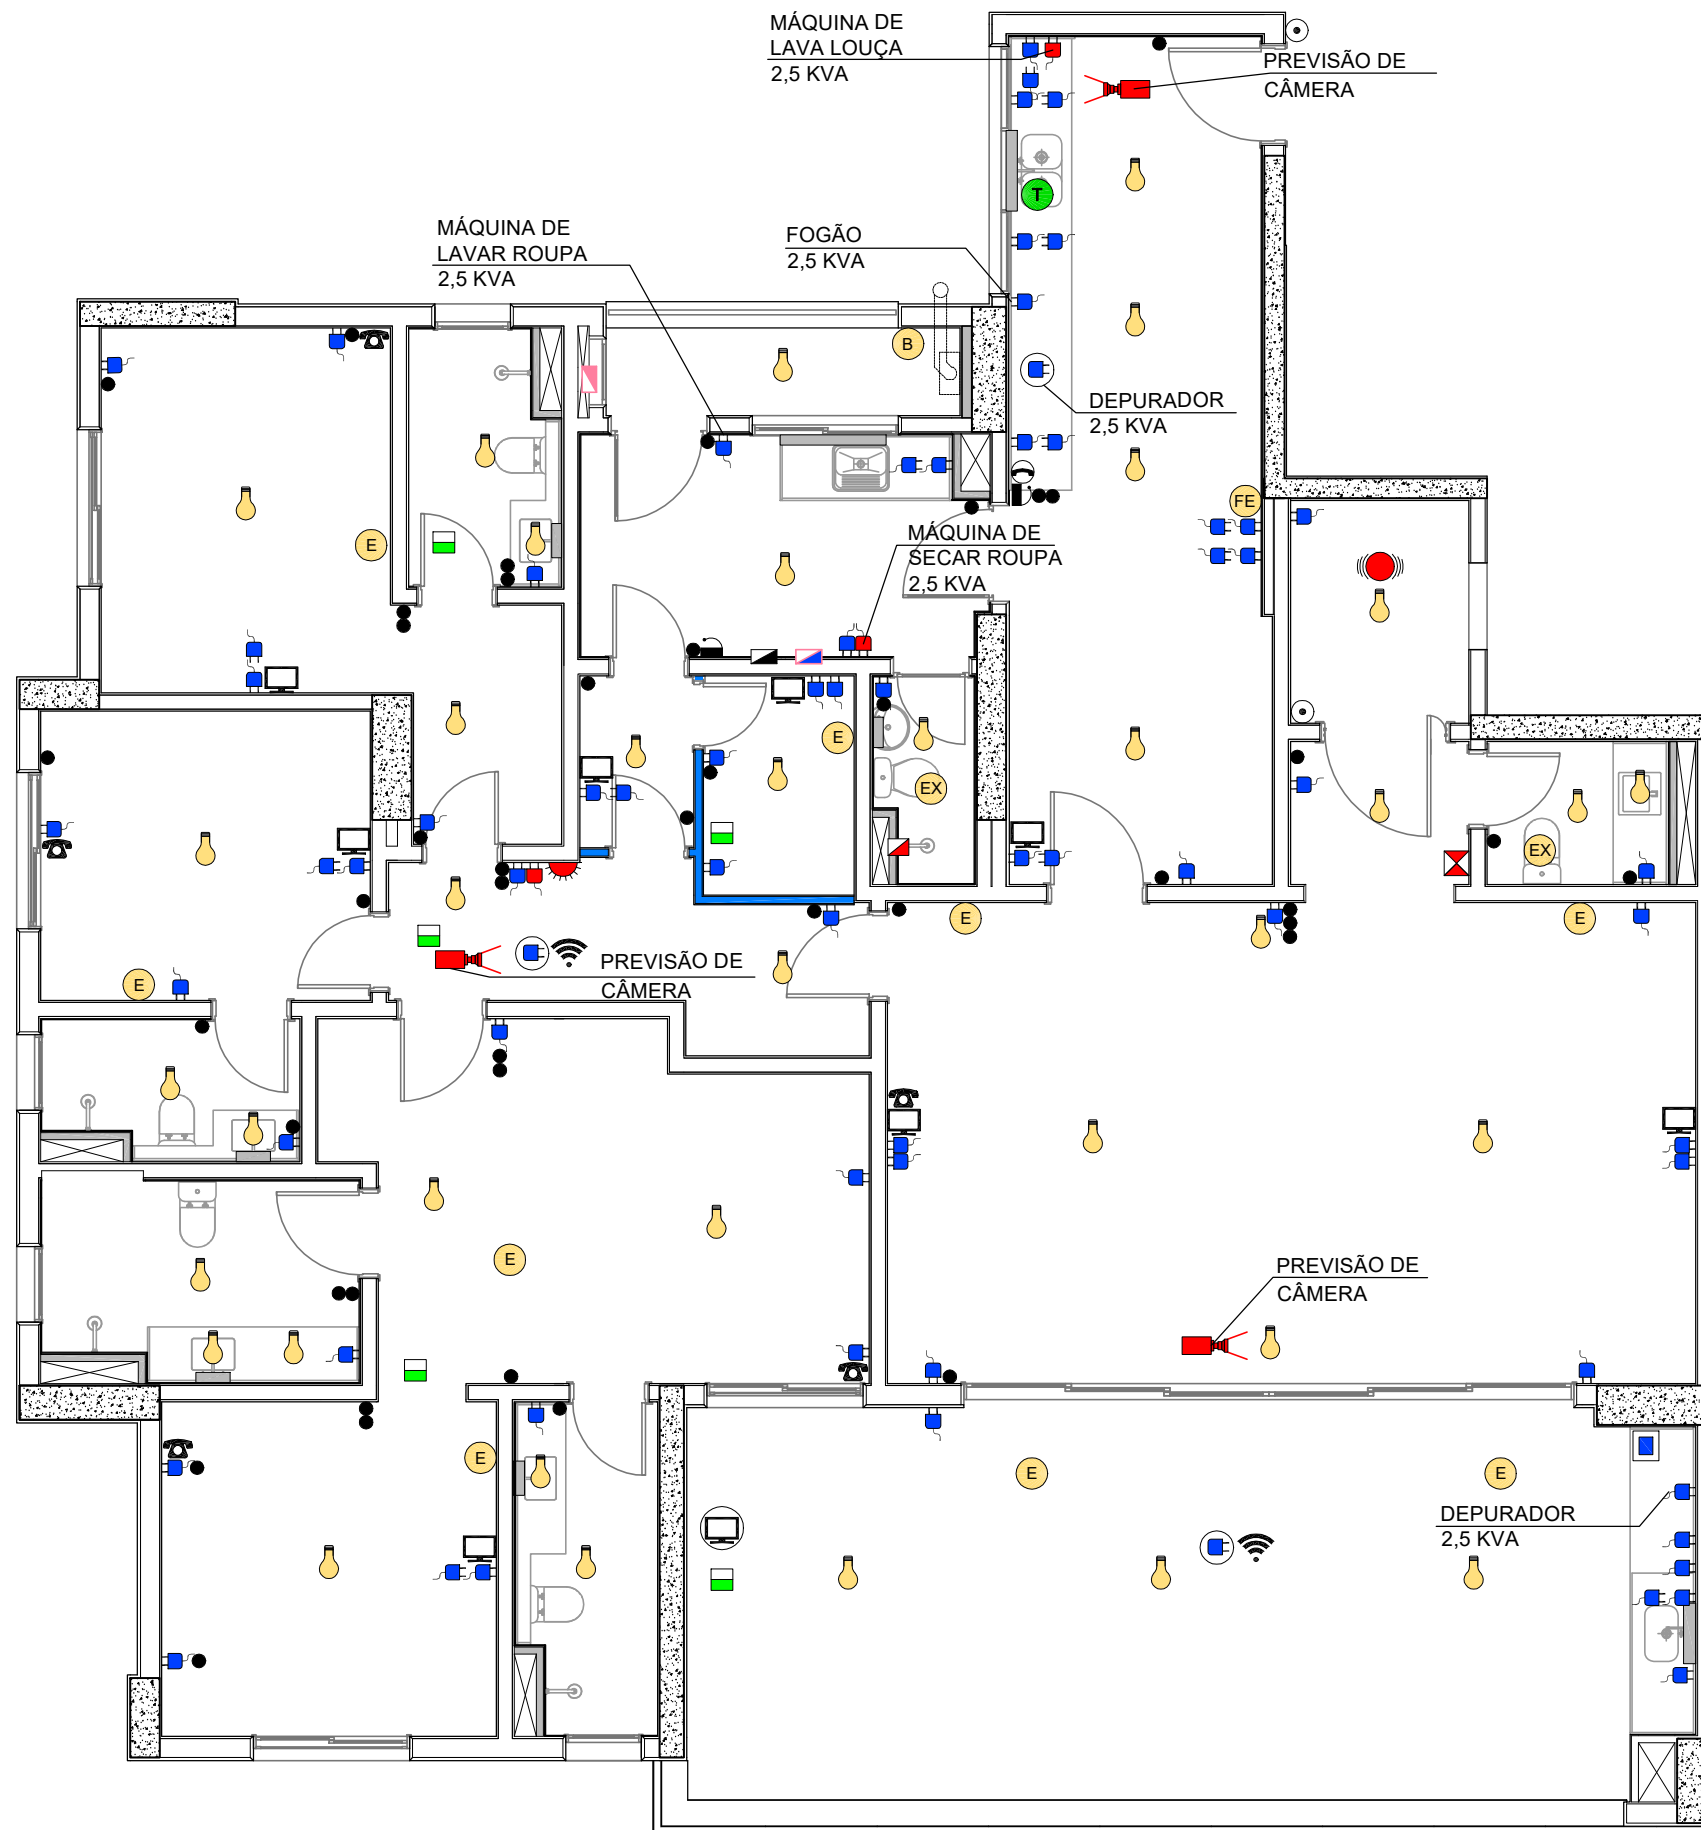 MÁQUINA DE
LAVA LOUÇA
2,5 KVA
PREVISÃO DE
CÂMERA
T
MÁQUINA DE
LAVAR ROUPA
2,5 KVA
FOGÃO
2,5 KVA
B
DEPURADOR
2,5 KVA
FE
E
MÁQUINA DE
SECAR ROUPA
2,5 KVA
E
EX
EX
E
E
E
PREVISÃO DE
CÂMERA
E
E
PREVISÃO DE
CÂMERA
E
E
E
DEPURADOR
2,5 KVA